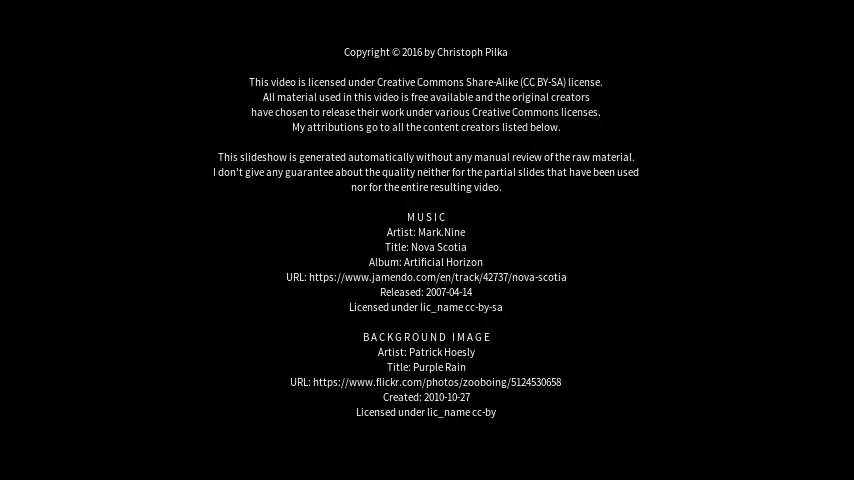 Copyright © 2016 by Christoph Pilka
This video is licensed under Creative Commons Share-Alike (CC BY-SA) license.
All material used in this video is free available and the original creators
have chosen to release their work under various Creative Commons licenses.
My attributions go to all the content creators listed below.
This slideshow is generated automatically without any manual review of the raw material.
I don't give any guarantee about the quality neither for the partial slides that have been used
nor for the entire resulting video.
M U S I C
Artist: Mark.Nine
Title: Nova Scotia
Album: Artificial Horizon
URL: https://www.jamendo.com/en/track/42737/nova-scotia
Released: 2007-04-14
Licensed under lic_name cc-by-sa
B A C K G R O U N D   I M A G E
Artist: Patrick Hoesly
Title: Purple Rain
URL: https://www.flickr.com/photos/zooboing/5124530658
Created: 2010-10-27
Licensed under lic_name cc-by